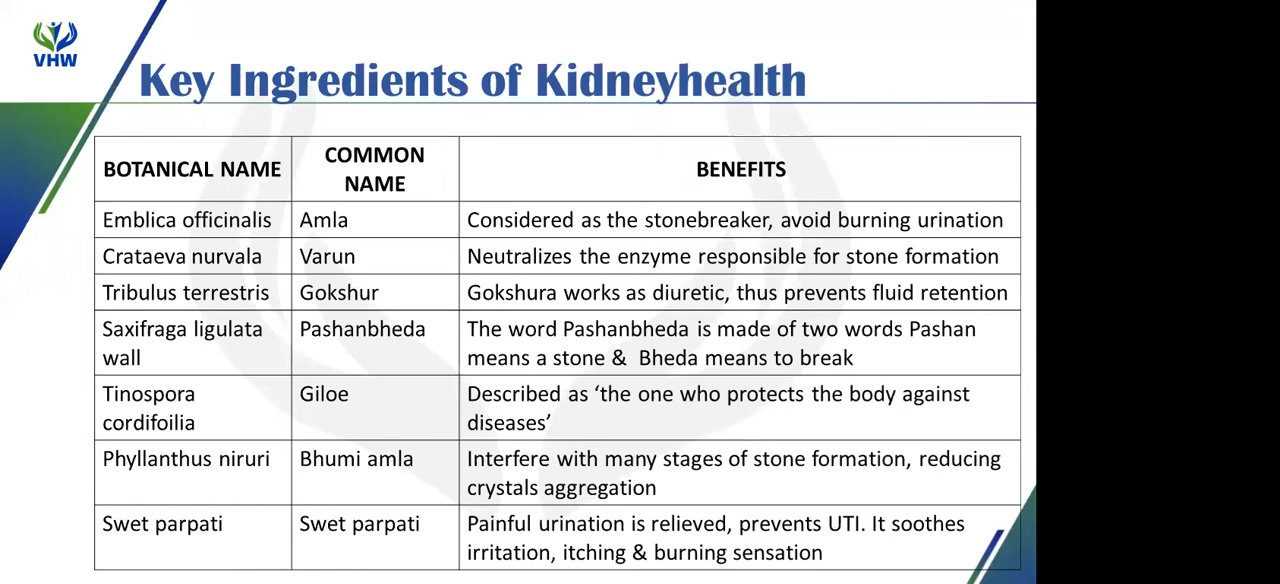 VHW
Key Ingredients of Kidneyhealth
BOTANICAL NAME
COMMON
NAME
BENEFITS
Emblica officinalis
Amla
Considered as the stonebreaker, avoid burning urination
Crataeva nurvala
Varun
Neutralizes the enzyme responsible for stone formation
Tribulus terrestris
Gokshur
Gokshura works as diuretic, thus prevents fluid retention
Saxifraga ligulata
wall
Pashanbheda
The word Pashanbheda is made of two words Pashan
means a stone & Bheda means to break
Tinospora
cordifoilia
Giloe
Described as ‘the one who protects the body against
diseases’
Phyllanthus niruri
Bhumi amla
Interfere with many stages of stone formation, reducing
crystals aggregation
Swet parpati
Swet parpati
Painful urination is relieved, prevents UTI. It soothes
irritation, itching & burning sensation